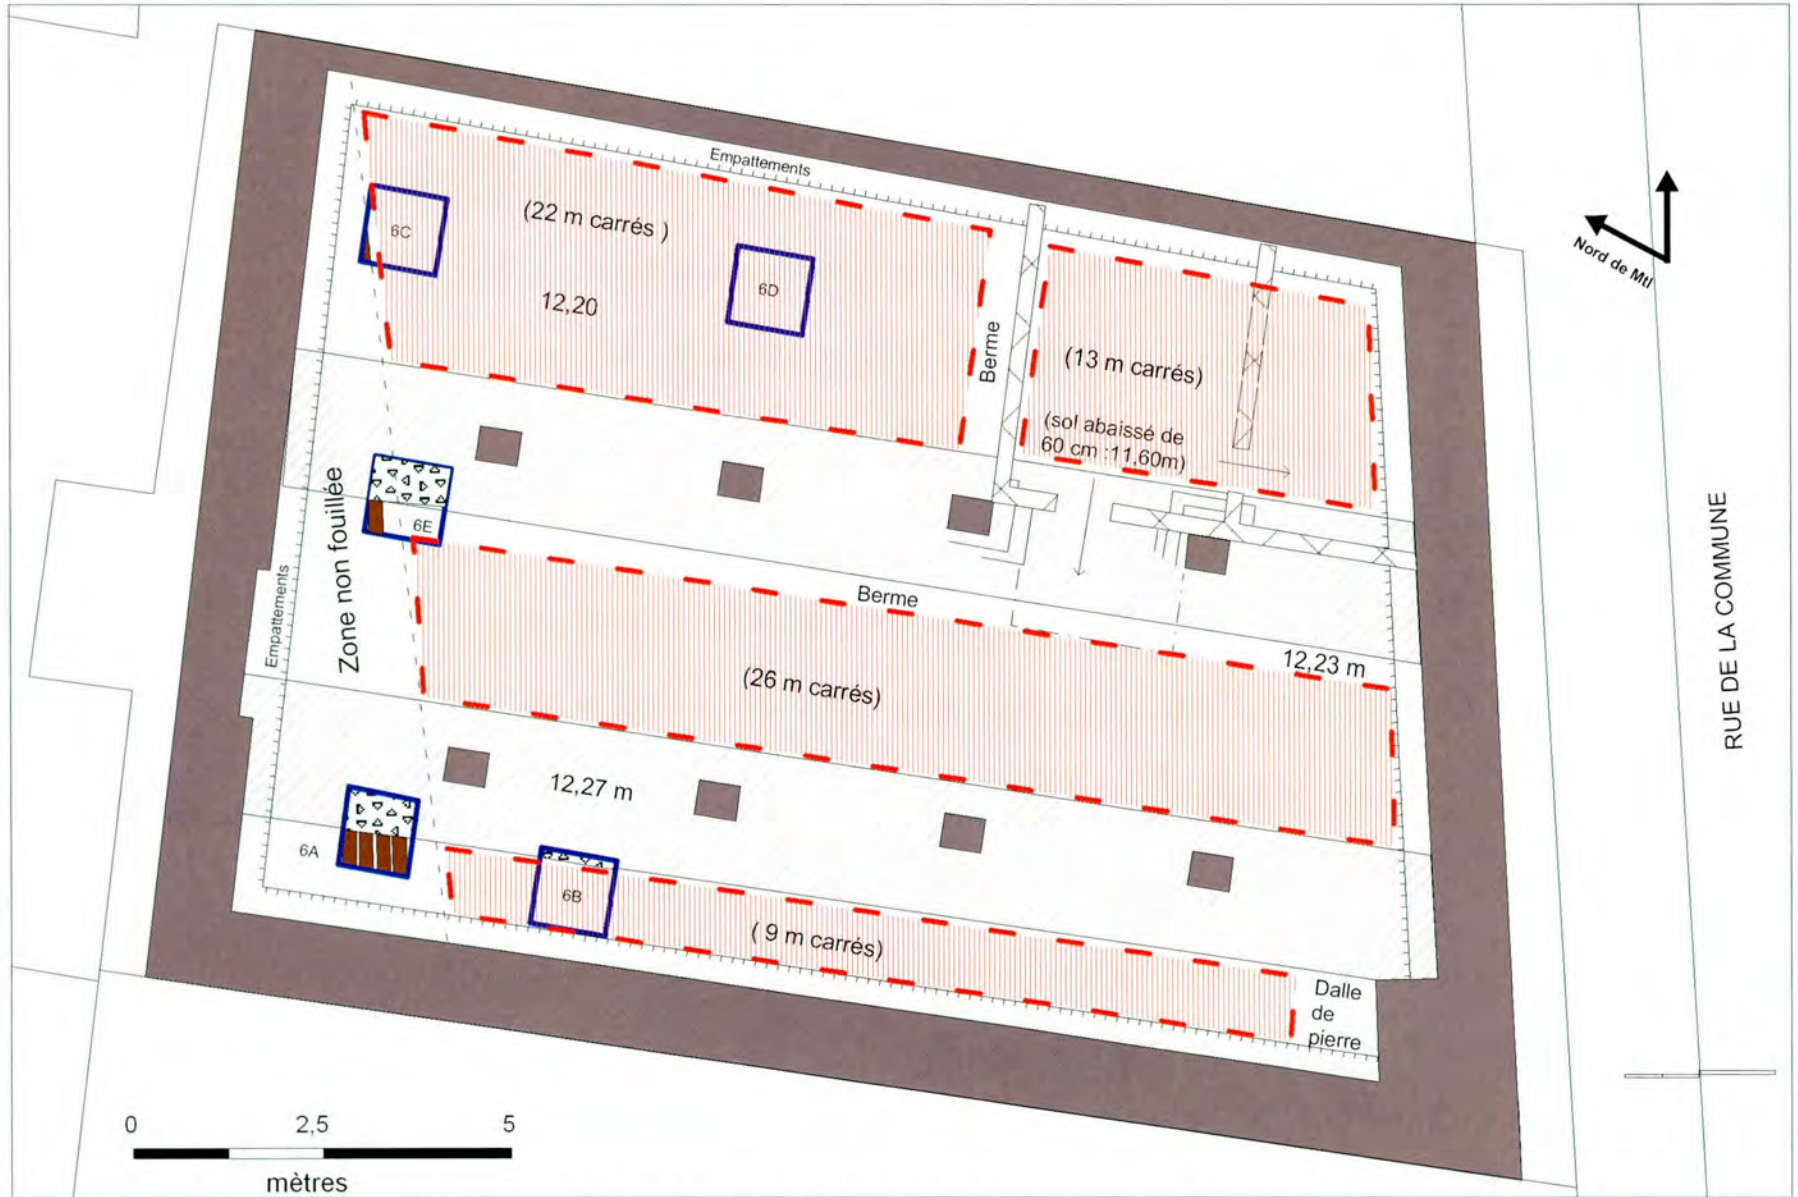 Empattements
(22 m carrés )
6C
6D
12,20
Berme
(13 m carrés)
(sol abaissé de
60 cm :11,60m)
Nord de Mtl
6E
Zone non fouillée
Empattements
Berme
12,23 m
(26 m carrés)
RUE DE LA COMMUNE
12,27 m
6A
6B
( 9 m carrés)
Dalle
de
pierre
0 2,5 5
mètres